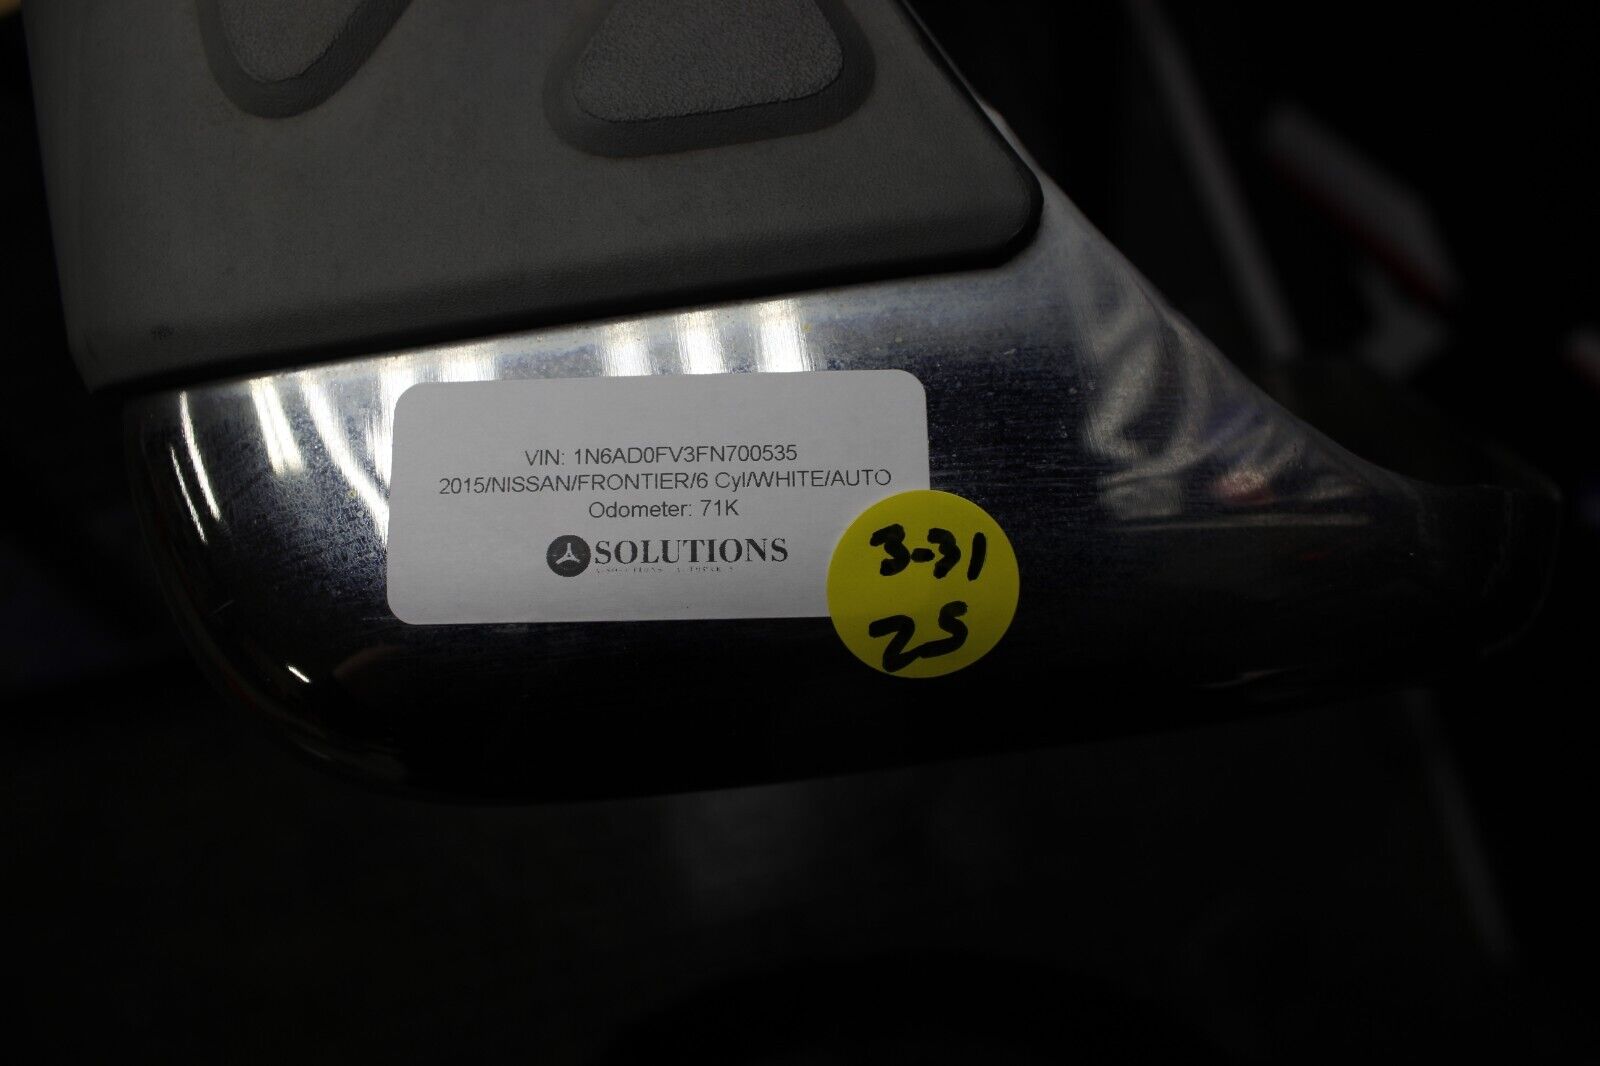 VIN: 1N6AD0FV3FN700535
2015/NISSAN/FRONTIER/6 Cyl/WHITE/AUTO
Odometer: 71K
SOLUTIONS
3-31
25